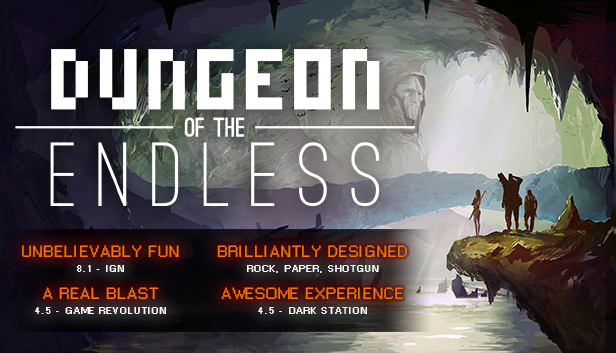 DUNGEON
OF THE
ENDLESS
UNBELIEVABLY FUN
8.1 - IGN
BRILLIANTLY DESIGNED
ROCK, PAPER, SHOTGUN
A REAL BLAST
4.5 - GAME REVOLUTION
AWESOME EXPERIENCE
4.5 - DARK STATION